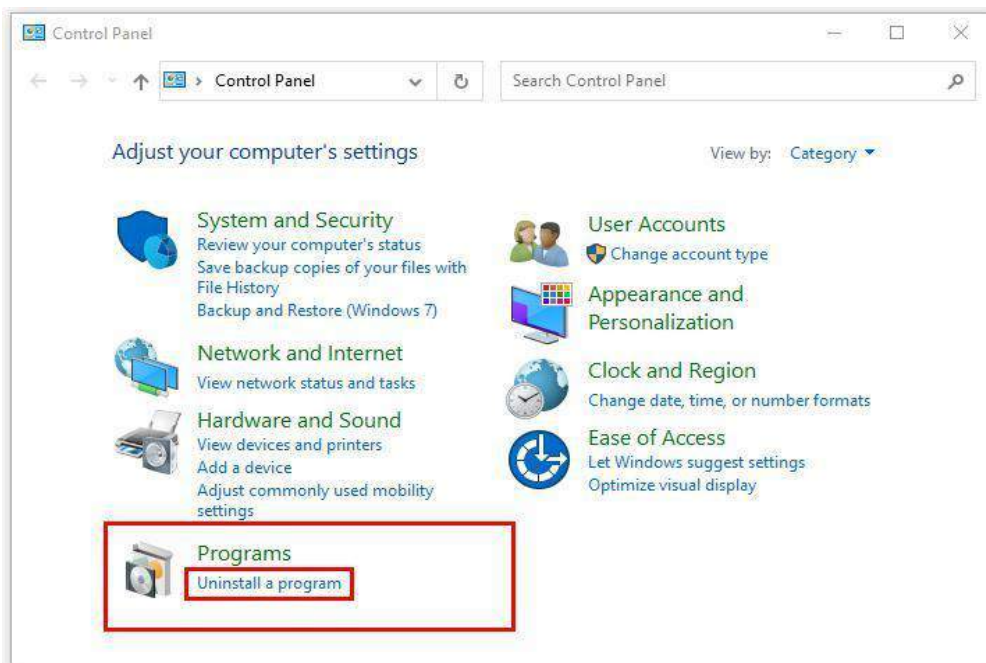 Control Panel
Control Panel
Search Control Panel
Adjust your computer's settings
View by: Category
System and Security
Review your computer's status
Save backup copies of your files with
File History
Backup and Restore (Windows 7)
Network and Internet
View network status and tasks
Hardware and Sound
View devices and printers
Add a device
Adjust commonly used mobility
settings
Programs
Uninstall a program
User Accounts
Change account type
Appearance and
Personalization
Clock and Region
Change date, time, or number formats
Ease of Access
Let Windows suggest settings
Optimize visual display